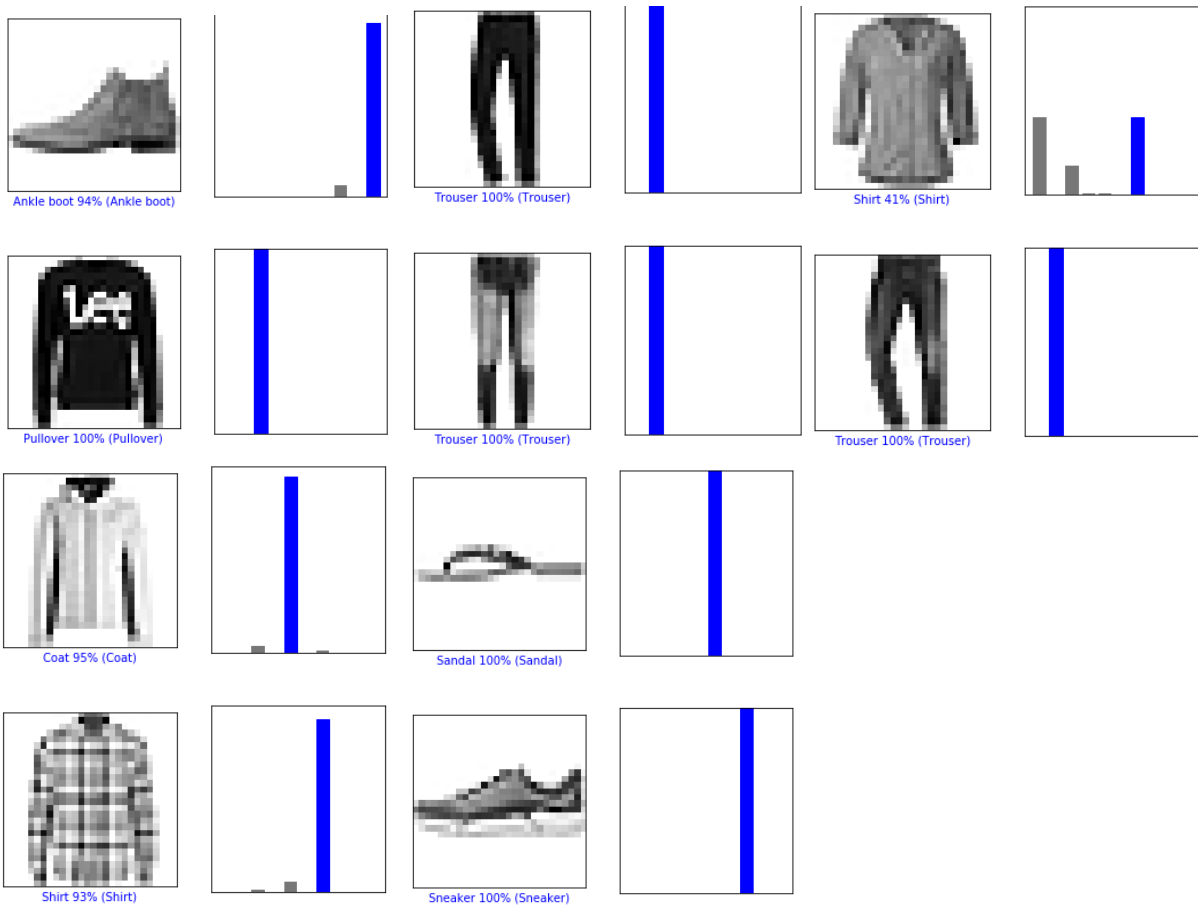 Ankle boot 94% (Ankle boot)
Trouser 100% (Trouser)
Shirt 41% (Shirt)
Lee
Pullover 100% (Pullover)
Trouser 100% (Trouser)
Trouser 100% (Trouser)
Coat 95% (Coat)
Sandal 100% (Sandal)
Shirt 93% (Shirt)
Sneaker 100% (Sneaker)